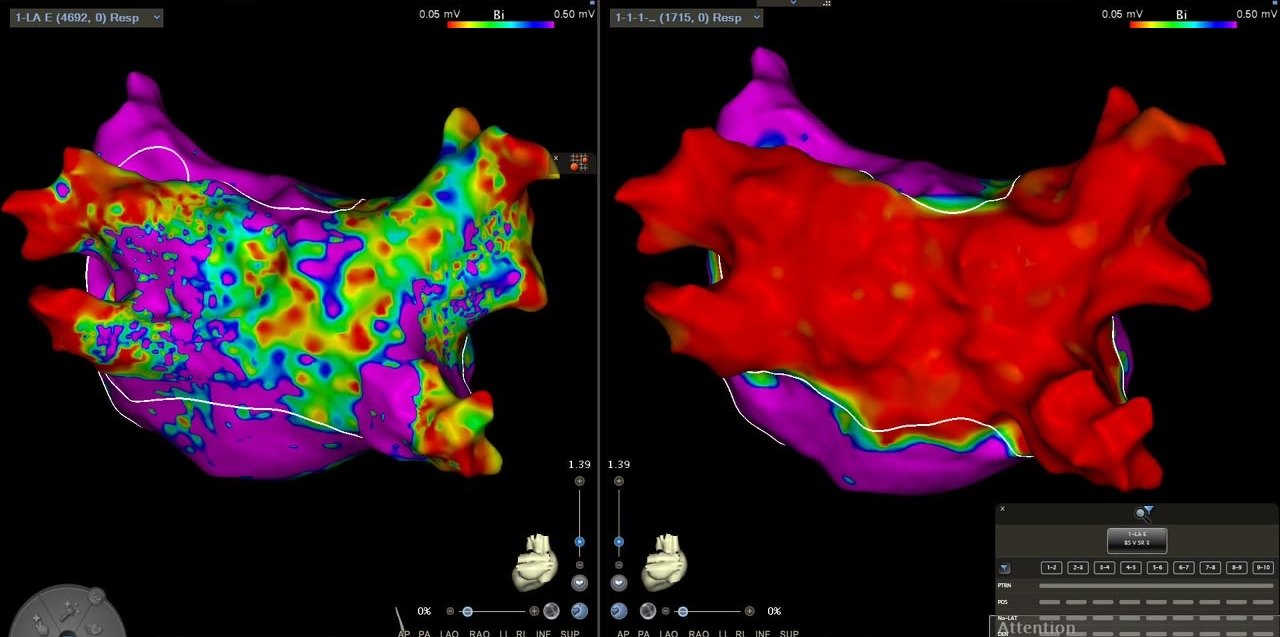 1-LA E (4692, 0) Resp
0.05 mV Bi 0.50 mV
1-1-1-… (1715, 0) Resp
0.05 mV Bi 0.50 mV
x
1.39
1.39
0%
0%
AP PA LAO RAO LL RL INF SUP
AP PA LAO RAO LL RL INF SUP
x
1-LA E
1-2 2-3 3-4 4-5 5-6 6-7 7-8 8-9 9-10
PTRN
POS
No-LAT
Attention